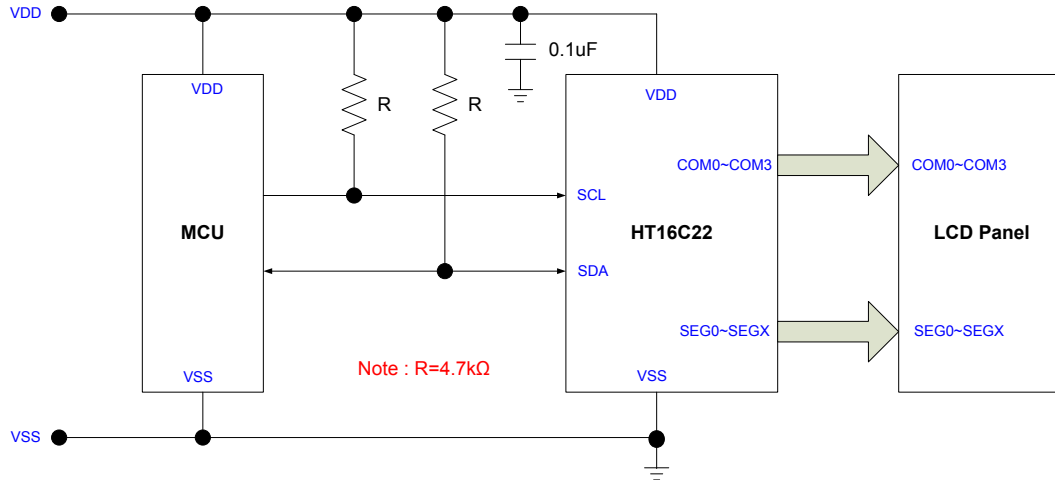 VDD
0.1uF
VDD
R
R
VDD
COM0~COM3
COM0~COM3
SCL
MCU
HT16C22
LCD Panel
SDA
SEG0~SEGX
SEG0~SEGX
Note : R=4.7kΩ
VSS
VSS
VSS